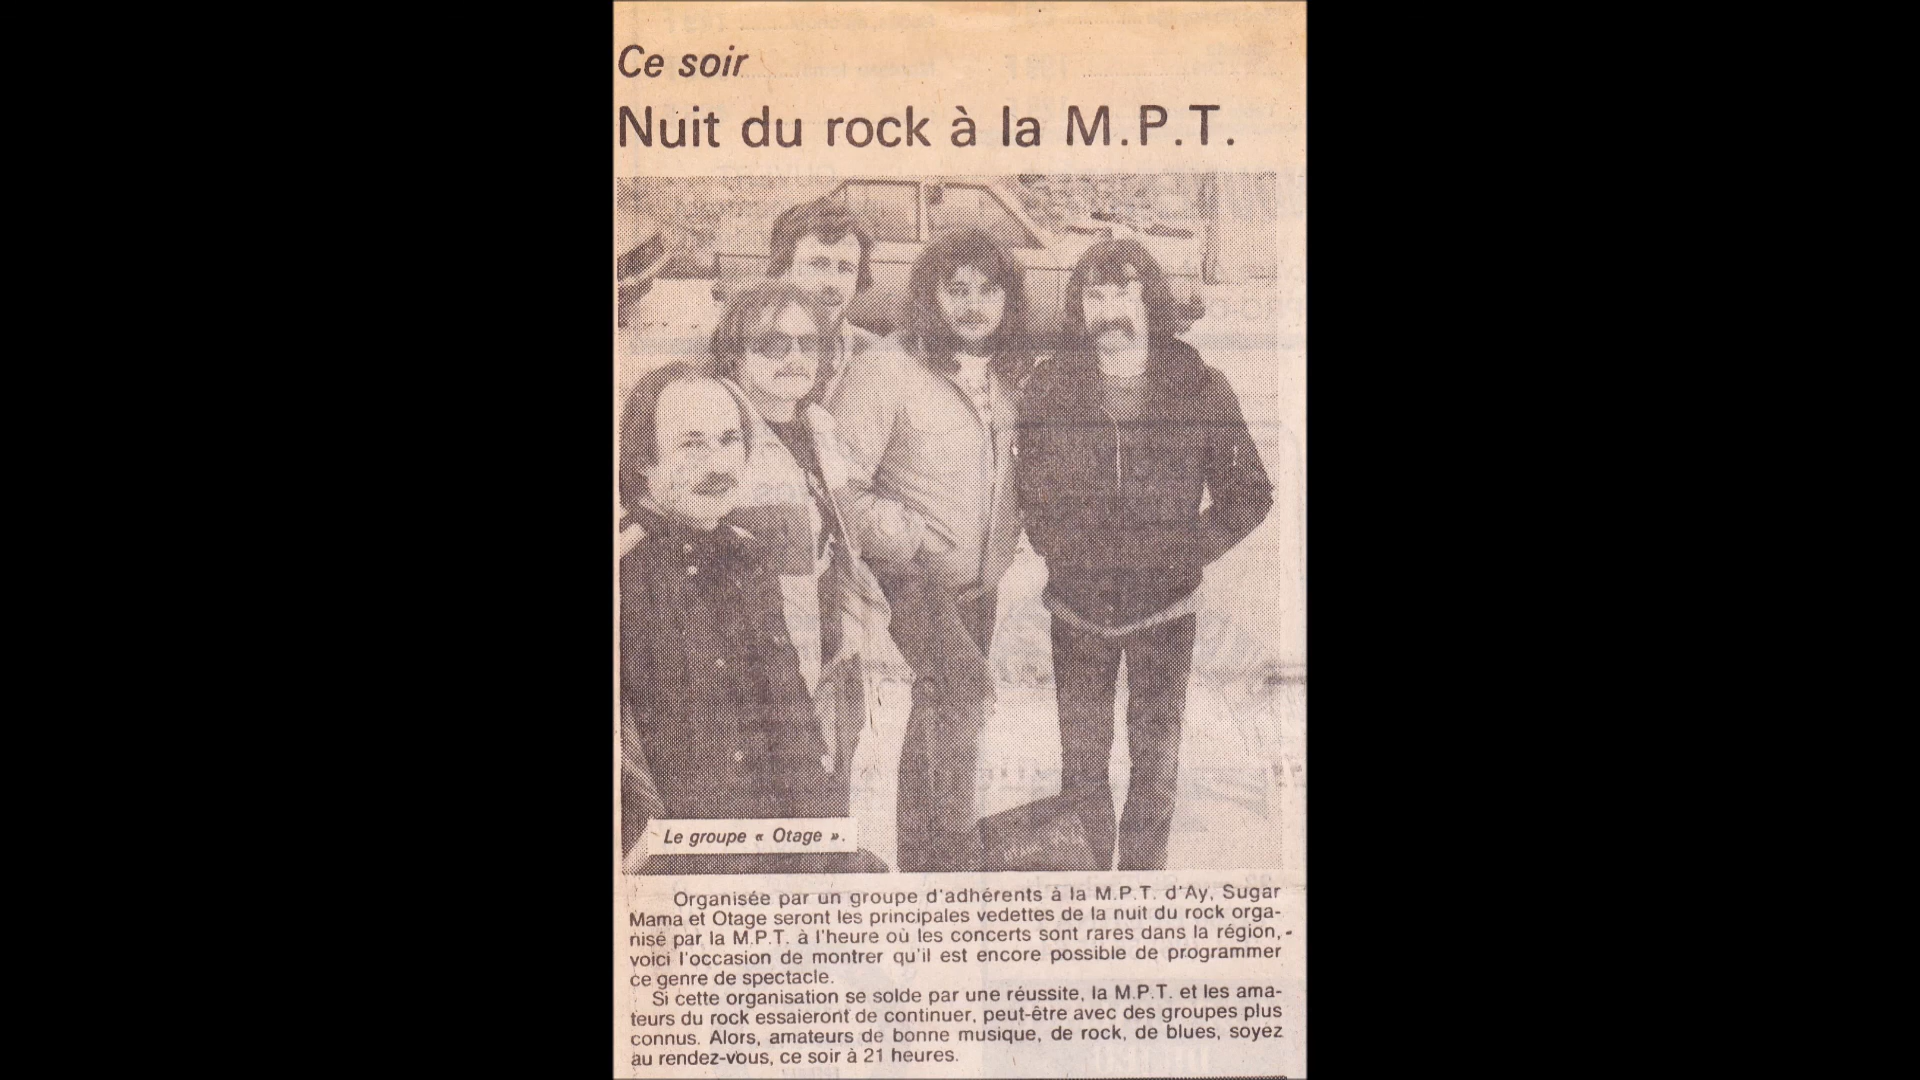 Ce soir
Nuit du rock à la M.P.T.
Le groupe « Otage ».
Organisée par un groupe d'adhérents à la M.P.T. d'Ay, Sugar
Mama et Otage seront les principales vedettes de la nuit du rock orga-
nisé par la M.P.T. à l'heure où les concerts sont rares dans la région,
voici l'occasion de montrer qu'il est encore possible de programmer
ce genre de spectacle.
Si cette organisation se solde par une réussite, la M.P.T. et les ama-
teurs du rock essaieront de continuer, peut-être avec des groupes plus
connus. Alors, amateurs de bonne musique, de rock, de blues, soyez
au rendez-vous, ce soir à 21 heures.